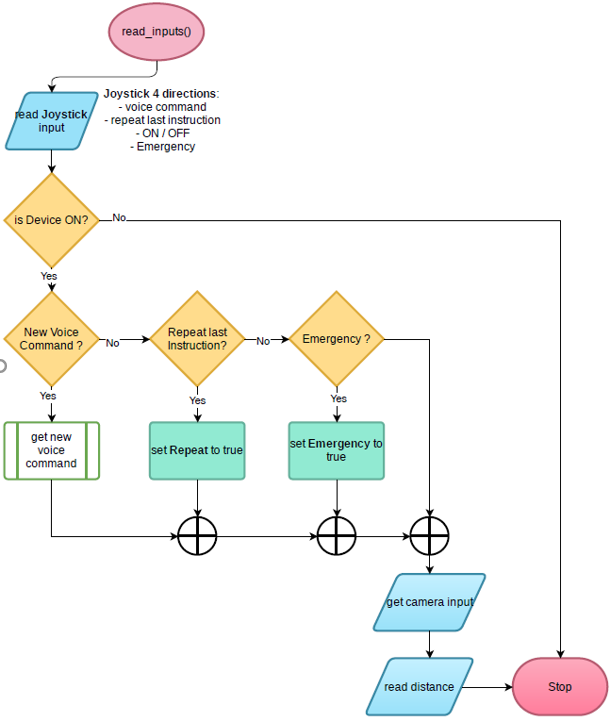 read_inputs()
read Joystick
input
Joystick 4 directions:
- voice command
- repeat last instruction
- ON / OFF
- Emergency
is Device ON?
No
Yes
New Voice
Command ?
No
Repeat last
Instruction?
No
Emergency ?
Yes
Yes
Yes
get new
voice
command
set Repeat to true
set Emergency to
true
get camera input
read distance
Stop